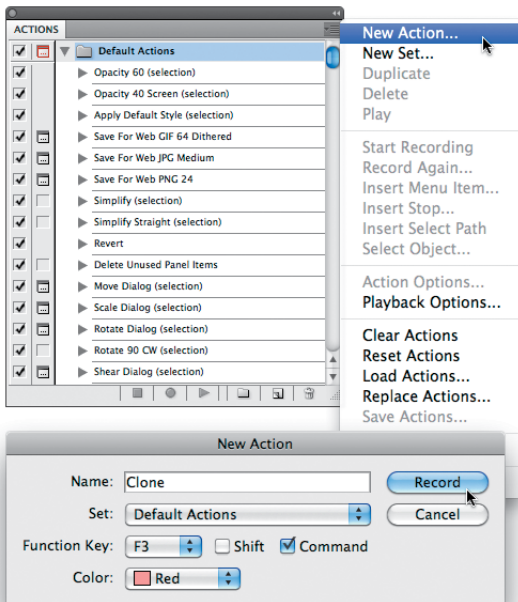 ACTIONS
Default Actions
Opacity 60 (selection)
Opacity 40 Screen (selection)
Apply Default Style (selection)
Save For Web GIF 64 Dithered
Save For Web JPG Medium
Save For Web PNG 24
Simplify (selection)
Simplify Straight (selection)
Revert
Delete Unused Panel Items
Move Dialog (selection)
Scale Dialog (selection)
Rotate Dialog (selection)
Rotate 90 CW (selection)
Shear Dialog (selection)
New Action...
New Set...
Duplicate
Delete
Play
Start Recording
Record Again...
Insert Menu Item...
Insert Stop...
Insert Select Path
Select Object...
Action Options...
Playback Options...
Clear Actions
Reset Actions
Load Actions...
Replace Actions...
Save Actions...
New Action
Name: Clone
Record
Set: Default Actions
Cancel
Function Key: F3 Shift Command
Color: Red